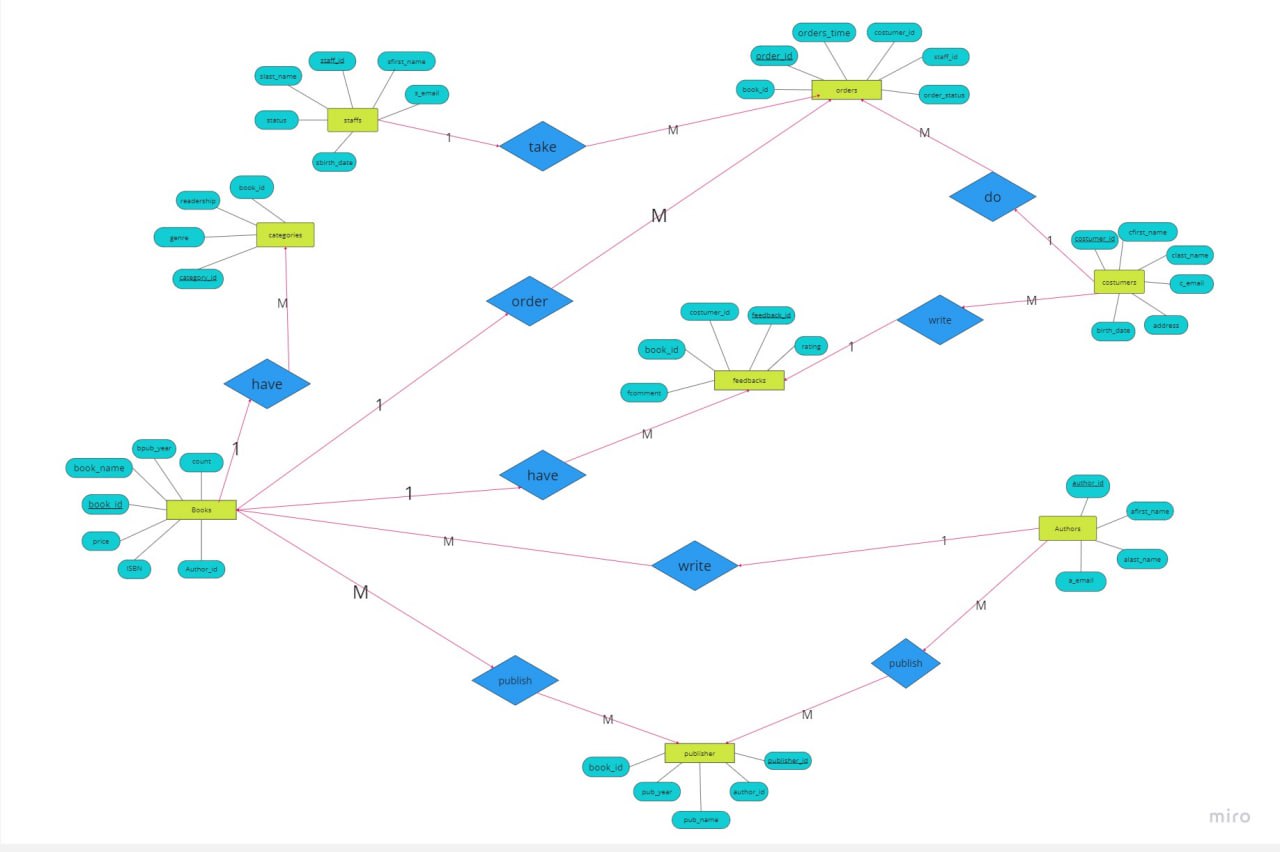 orders_time
costumer_id
order_id
staff_id
book_id
order_status
orders
staff_id
sfirst_name
slast_name
s_email
status
staffs
sbirth_date
1
take
M
M
do
1
book_id
readership
genre
categories
category_id
M
have
1
M
order
1
costumer_id
cfirst_name
clast_name
c_email
costumers
birth_date
address
M
write
1
costumer_id
feedback_id
book_id
rating
feedbacks
fcomment
M
have
1
bpub_year
count
book_name
book_id
Books
price
ISBN
Author_id
M
write
1
author_id
afirst_name
Authors
alast_name
a_email
M
publish
M
M
publish
M
publisher
book_id
publisher_id
pub_year
author_id
pub_name
miro